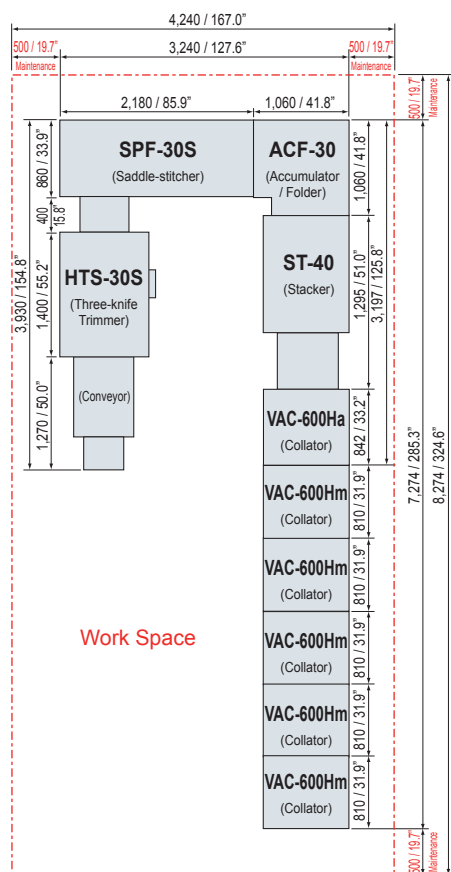 4,240 / 167.0"
500 / 19.7"
Maintenance
3,240 / 127.6"
500 / 19.7"
Maintenance
2,180 / 85.9"
1,060 / 41.8"
500 / 19.7"
Maintenance
860 / 33.9"
SPF-30S
(Saddle-stitcher)
ACF-30
(Accumulator
/ Folder)
1,060 / 41.8"
400
15.8"
3,930 / 154.8"
1,400 / 55.2"
HTS-30S
(Three-knife
Trimmer)
ST-40
(Stacker)
1,295 / 51.0"
3,197 / 125.8"
1,270 / 50.0"
(Conveyor)
VAC-600Ha
(Collator)
842 / 33.2"
7,274 / 285.3"
8,274 / 324.6"
VAC-600Hm
(Collator)
810 / 31.9"
VAC-600Hm
(Collator)
810 / 31.9"
Work Space
VAC-600Hm
(Collator)
810 / 31.9"
VAC-600Hm
(Collator)
810 / 31.9"
VAC-600Hm
(Collator)
810 / 31.9"
500 / 19.7"
Maintenance